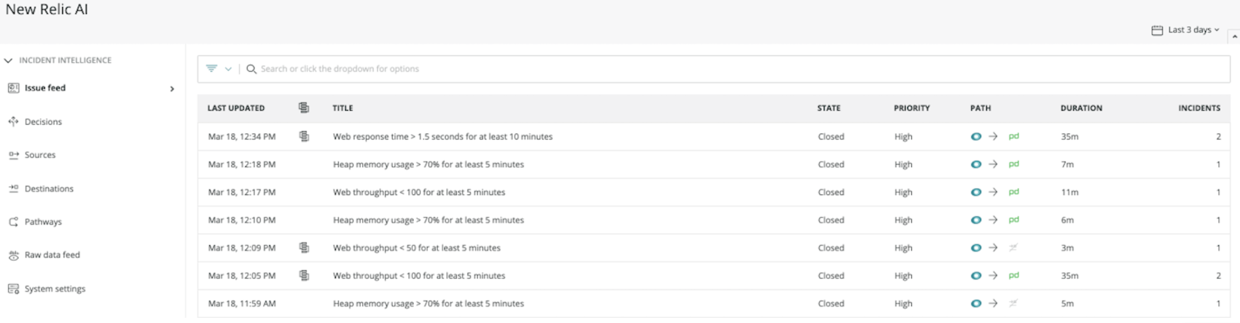 New Relic AI
Last 3 days
INCIDENT INTELLIGENCE
Issue feed
Decisions
Sources
Destinations
Pathways
Raw data feed
System settings
Search or click the dropdown for options
LAST UPDATED TITLE STATE PRIORITY PATH DURATION INCIDENTS
Mar 18, 12:34 PM Web response time > 1.5 seconds for at least 10 minutes Closed High pd 35m 2
Mar 18, 12:18 PM Heap memory usage > 70% for at least 5 minutes Closed High pd 7m 1
Mar 18, 12:17 PM Web throughput < 100 for at least 5 minutes Closed High pd 11m 1
Mar 18, 12:10 PM Heap memory usage > 70% for at least 5 minutes Closed High pd 6m 1
Mar 18, 12:09 PM Web throughput < 50 for at least 5 minutes Closed High 3m 1
Mar 18, 12:05 PM Web throughput < 100 for at least 5 minutes Closed High pd 35m 2
Mar 18, 11:59 AM Heap memory usage > 70% for at least 5 minutes Closed High 5m 1